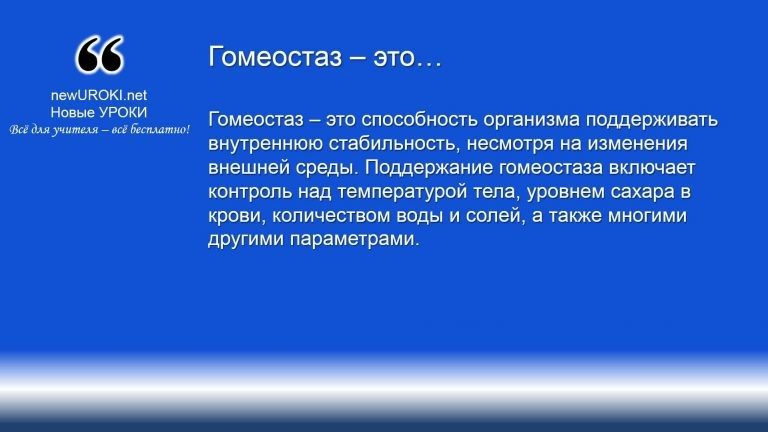 Гомеостаз – это…
newUROKI.net
Новые УРОКИ
Всё для учителя – всё бесплатно!
Гомеостаз – это способность организма поддерживать
внутреннюю стабильность, несмотря на изменения
внешней среды. Поддержание гомеостаза включает
контроль над температурой тела, уровнем сахара в
крови, количеством воды и солей, а также многими
другими параметрами.